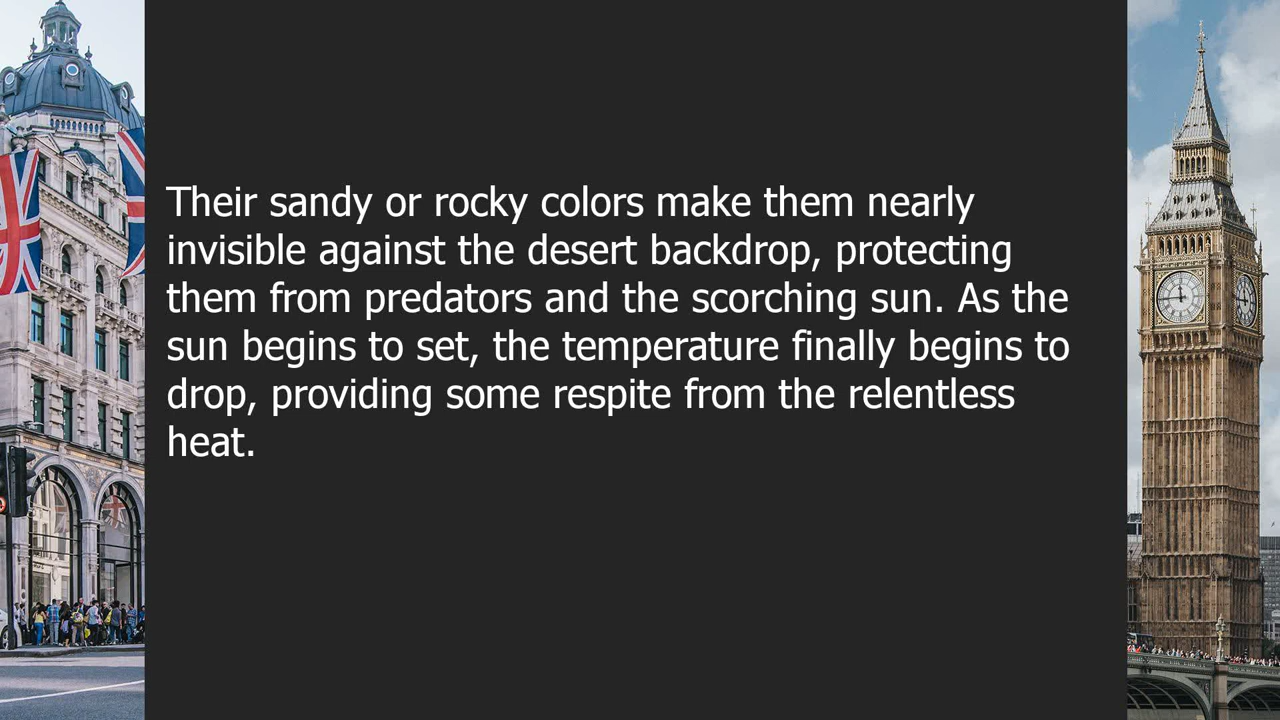 Their sandy or rocky colors make them nearly
invisible against the desert backdrop, protecting
them from predators and the scorching sun. As the
sun begins to set, the temperature finally begins to
drop, providing some respite from the relentless
heat.